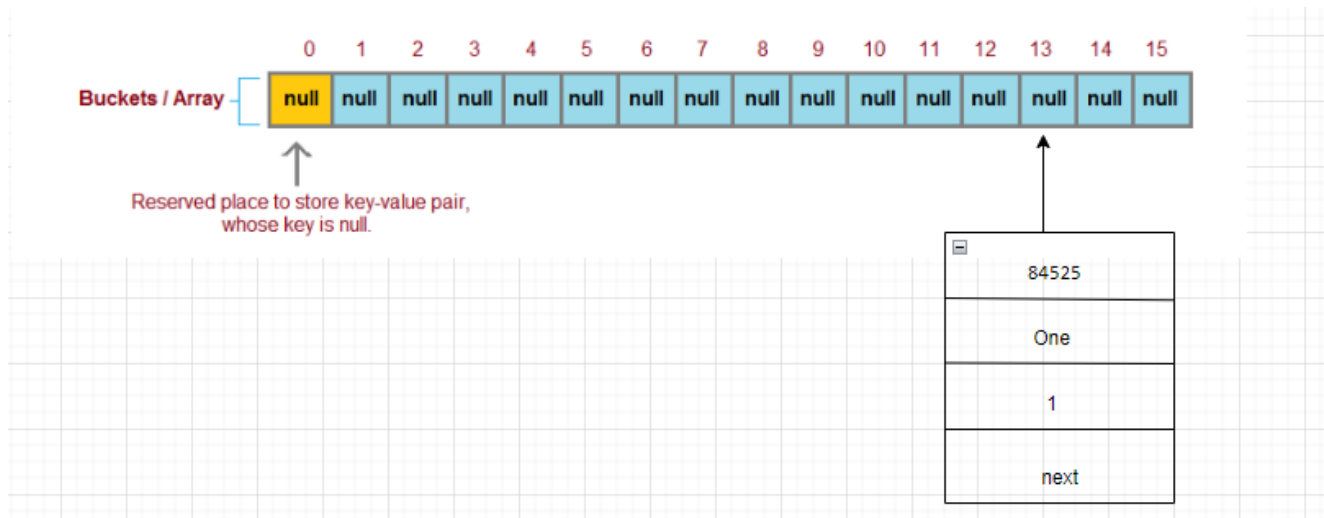 0 1 2 3 4 5 6 7 8 9 10 11 12 13 14 15
Buckets / Array null null null null null null null null null null null null null null null null
Reserved place to store key-value pair,
whose key is null.
84525
One
1
next